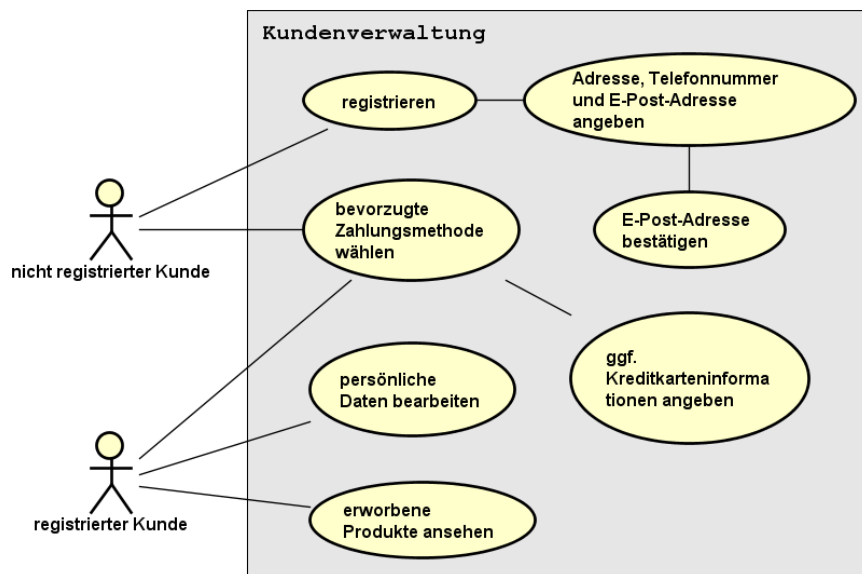 Kundenverwaltung
registrieren
Adresse, Telefonnummer
und E-Post-Adresse
angeben
bevorzugte
Zahlungsmethode
wählen
E-Post-Adresse
bestätigen
nicht registrierter Kunde
persönliche
Daten bearbeiten
ggf.
Kreditkarteninforma
tionen angeben
registrierter Kunde
erworbene
Produkte ansehen